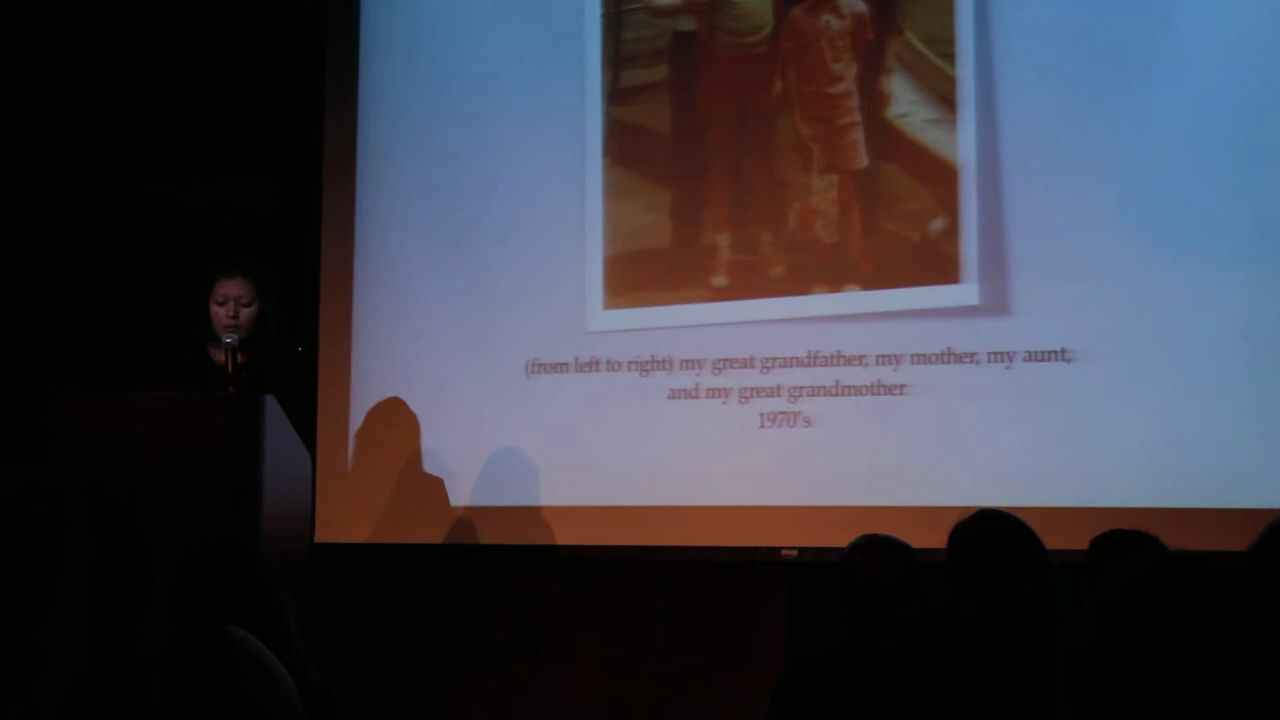 (from left to right) my great grandfather, my mother, my aunt,
and my great grandmother
1970's